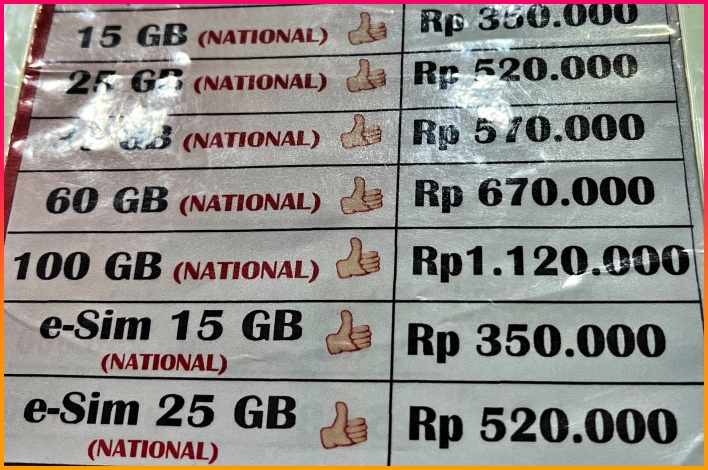 15 GB (NATIONAL) Rp 350.000
25 GB (NATIONAL) Rp 520.000
GB (NATIONAL) Rp 570.000
60 GB (NATIONAL) Rp 670.000
100 GB (NATIONAL) Rp1.120.000
e-Sim 15 GB Rp 350.000
(NATIONAL)
e-Sim 25 GB Rp 520.000
(NATIONAL)